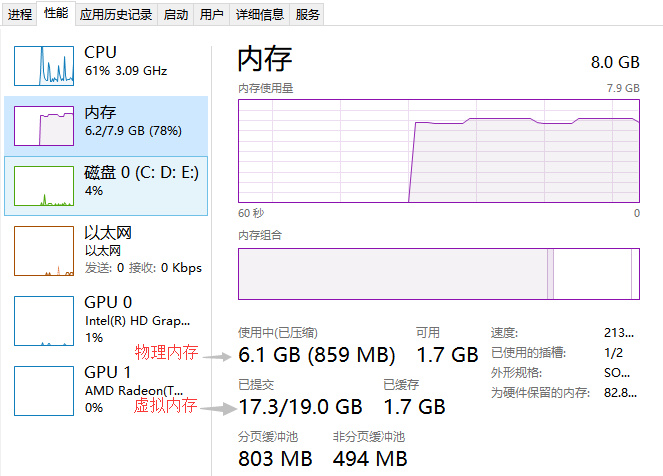 进程 性能 应用历史记录 启动 用户 详细信息 服务
CPU
61% 3.09 GHz
内存
6.2/7.9 GB (78%)
磁盘 0 (C: D: E:)
4%
以太网
以太网
发送: 0 接收: 0 Kbps
GPU 0
Intel(R) HD Grap...
1%
GPU 1
AMD Radeon(T...
0%
物理内存
虚拟内存
内存 8.0 GB
内存使用量 7.9 GB
60 秒 0
内存组合
使用中(已压缩) 可用
6.1 GB (859 MB) 1.7 GB
已提交 已缓存
17.3/19.0 GB 1.7 GB
分页缓冲池 非分页缓冲池
803 MB 494 MB
速度: 213...
已使用的插槽: 1/2
外形规格: SO...
为硬件保留的内存: 82.8...